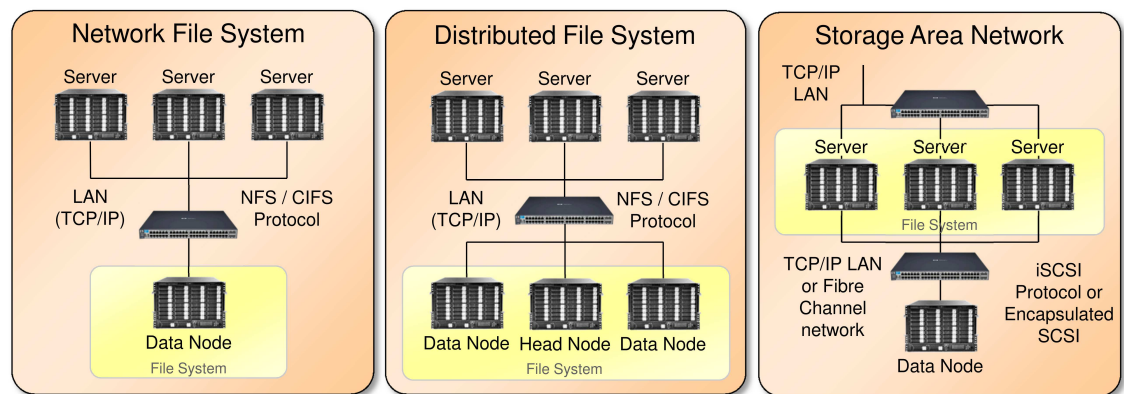 Network File System
Server Server Server
LAN
(TCP/IP)
NFS / CIFS
Protocol
Data Node
File System
Distributed File System
Server Server Server
LAN
(TCP/IP)
NFS / CIFS
Protocol
Data Node Head Node Data Node
File System
Storage Area Network
TCP/IP
LAN
Server Server Server
File System
TCP/IP LAN
or Fibre
Channel
network
iSCSI
Protocol or
Encapsulated
SCSI
Data Node